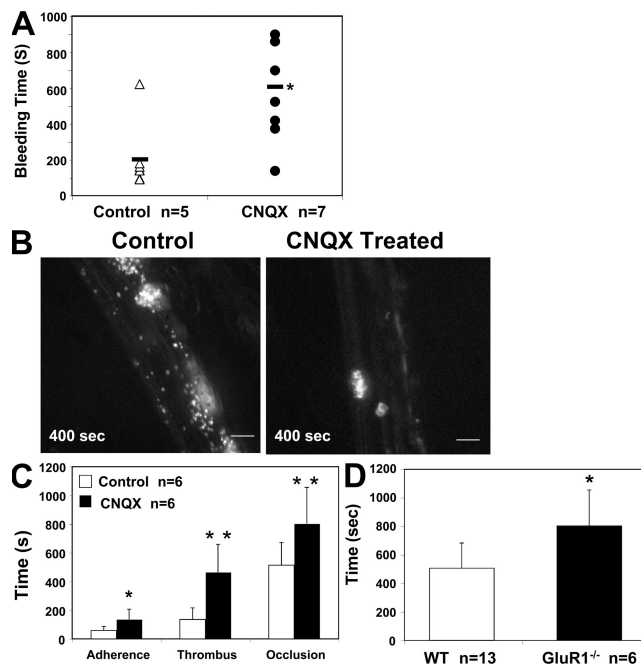 A
Bleeding Time (S)
1000
800
600
400
200
0
*
Control n=5
CNQX n=7
B
Control
CNQX Treated
400 sec
400 sec
C
Time (s)
1200
1000
800
600
400
200
0
Control n=6
CNQX n=6
*
* *
* *
Adherence
Thrombus
Occlusion
D
Time (sec)
1200
1000
800
600
400
200
0
*
WT n=13
GluR1-/- n=6